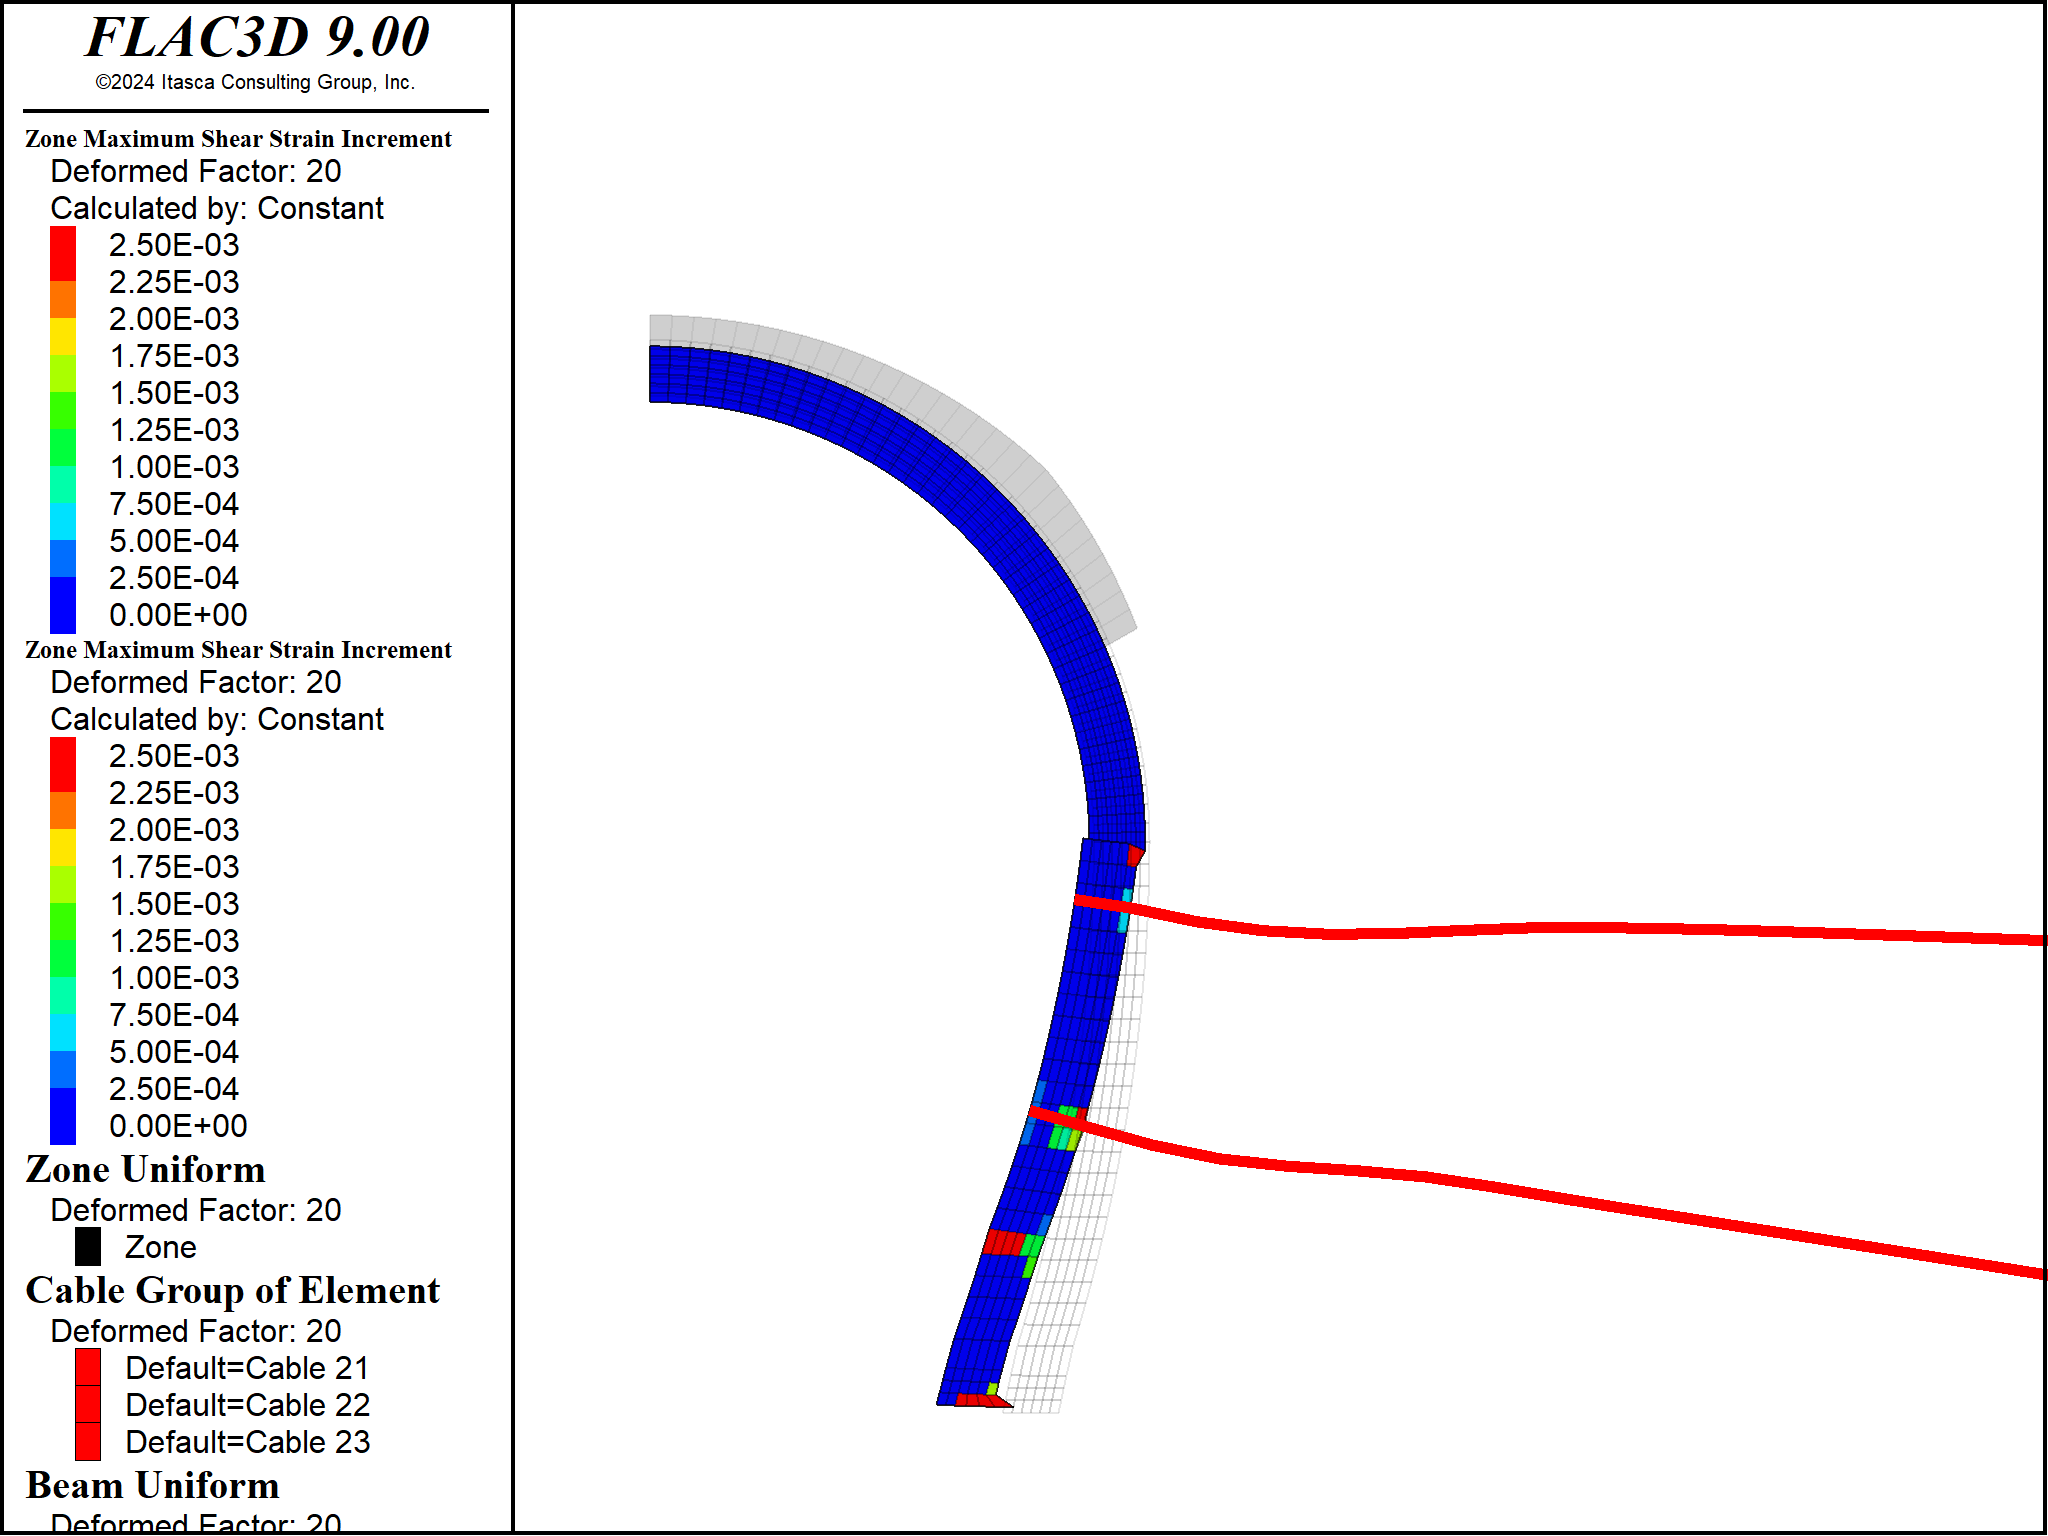 FLAC3D 9.00
©2024 Itasca Consulting Group, Inc.
Zone Maximum Shear Strain Increment
Deformed Factor: 20
Calculated by: Constant
2.50E-03
2.25E-03
2.00E-03
1.75E-03
1.50E-03
1.25E-03
1.00E-03
7.50E-04
5.00E-04
2.50E-04
0.00E+00
Zone Maximum Shear Strain Increment
Deformed Factor: 20
Calculated by: Constant
2.50E-03
2.25E-03
2.00E-03
1.75E-03
1.50E-03
1.25E-03
1.00E-03
7.50E-04
5.00E-04
2.50E-04
0.00E+00
Zone Uniform
Deformed Factor: 20
Zone
Cable Group of Element
Deformed Factor: 20
Default=Cable 21
Default=Cable 22
Default=Cable 23
Beam Uniform
Deformed Factor: 20